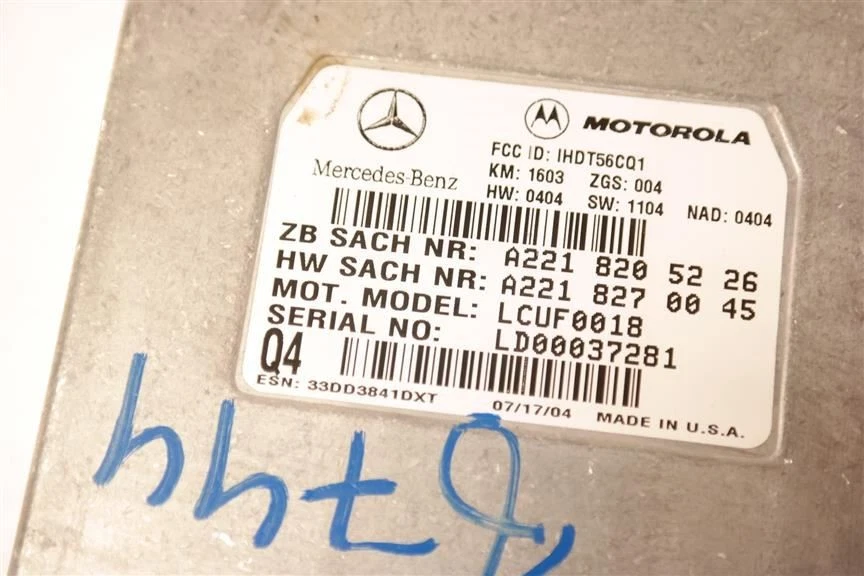 MOTOROLA
FCC ID: IHDT56CQ1
Mercedes-Benz
KM: 1603 ZGS: 004
HW: 0404 SW: 1104 NAD: 0404
ZB SACH NR: A221 820 52 26
HW SACH NR: A221 827 00 45
MOT. MODEL: LCUF0018
SERIAL NO: LD00037281
Q4
ESN: 33DD3841DXT 07/17/04 MADE IN U.S.A.